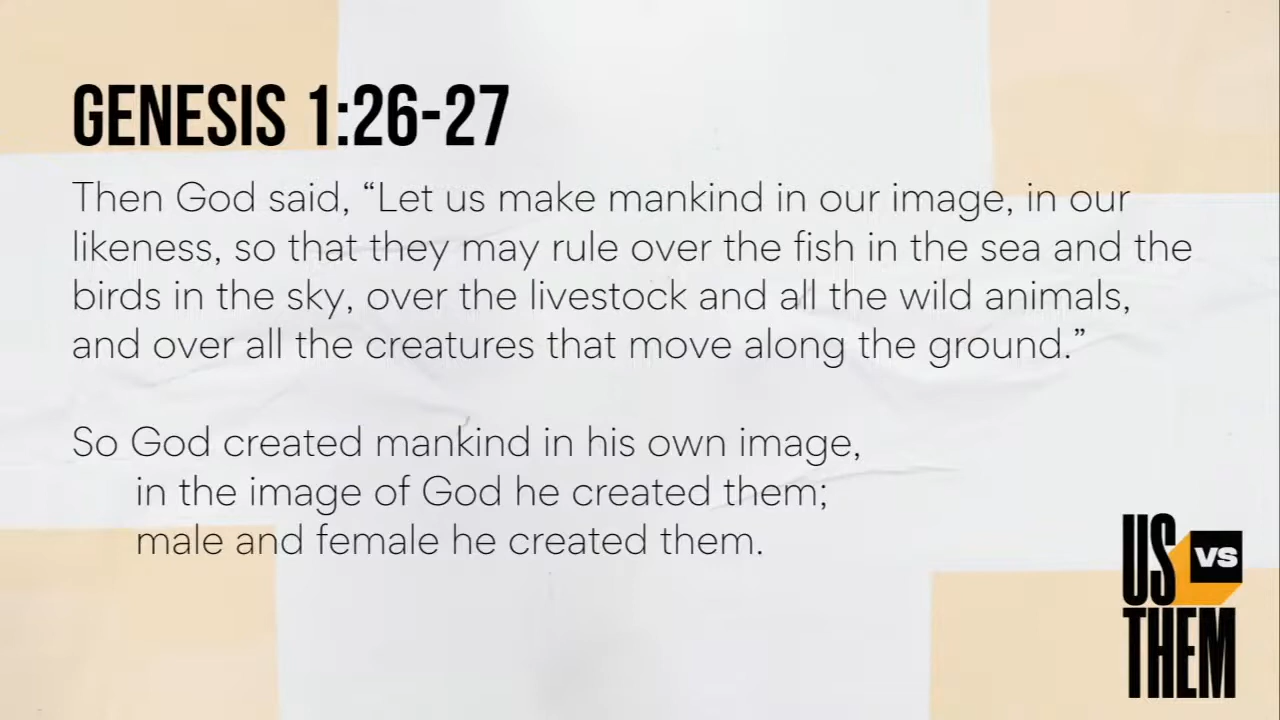 GENESIS 1:26-27
Then God said, “Let us make mankind in our image, in our
likeness, so that they may rule over the fish in the sea and the
birds in the sky, over the livestock and all the wild animals,
and over all the creatures that move along the ground.”
So God created mankind in his own image,
in the image of God he created them;
male and female he created them.
US VS
THEM